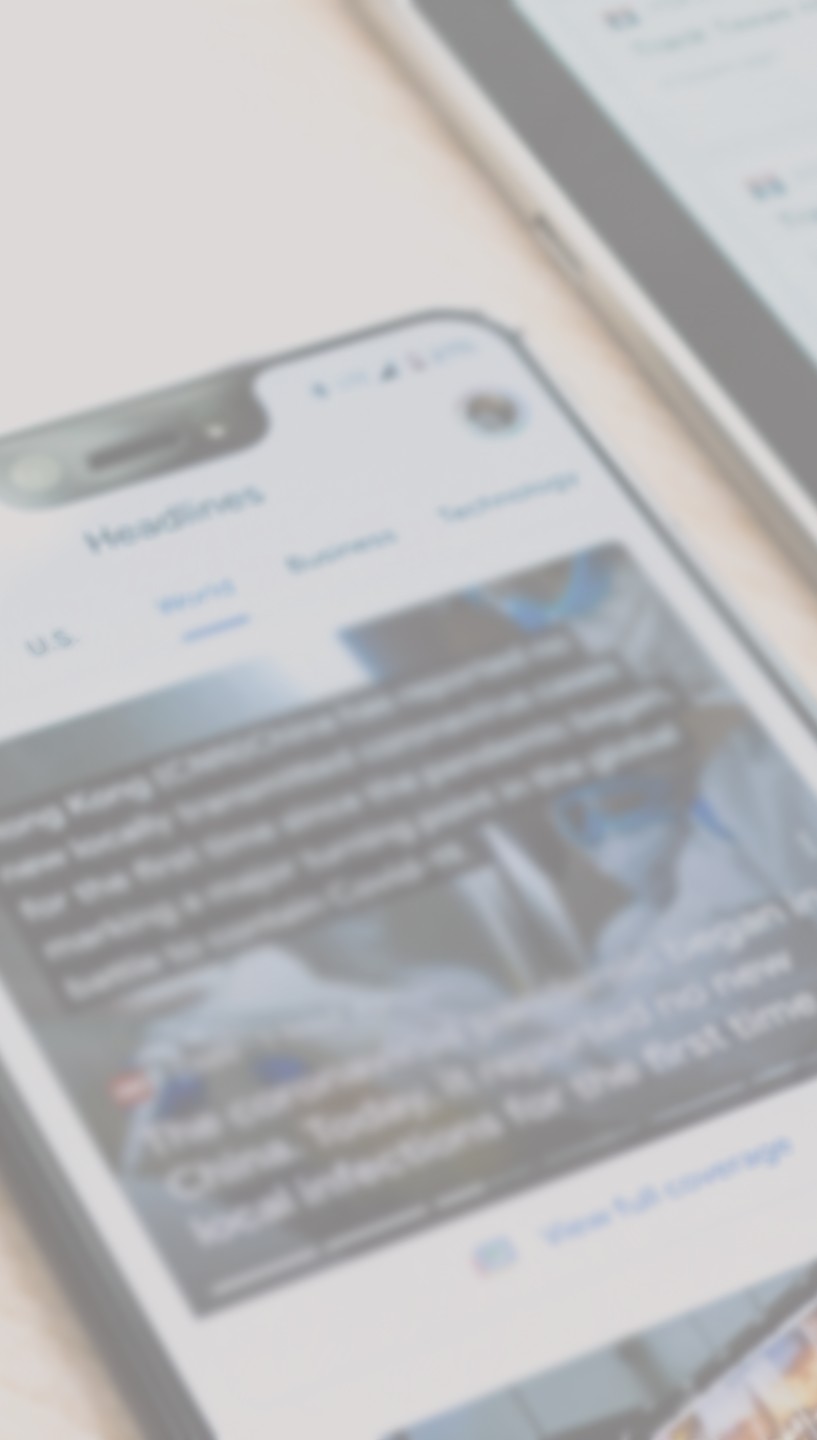 Headlines
U.S.
World
Business
Technology
Hong Kong (CNN)China has reported no
new locally transmitted coronavirus cases
for the first time since the pandemic began,
marking a major turning point in the global
battle to contain Covid-19.
The coronavirus pandemic began in
China. Today, it reported no new
local infections for the first time.
View full coverage